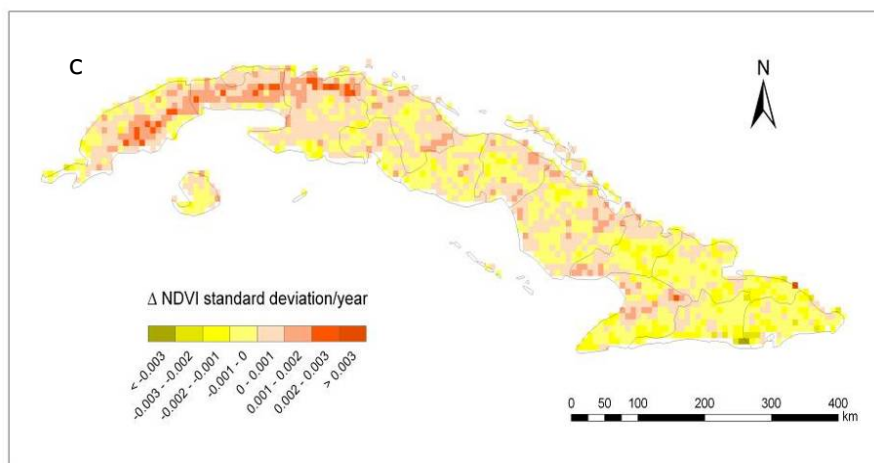 C
N
Δ NDVI standard deviation/year
< -0.003
-0.003 - -0.002
-0.002 - -0.001
-0.001 - 0
0 - 0.001
0.001 - 0.002
0.002 - 0.003
> 0.003
0 50 100 200 300 400
km